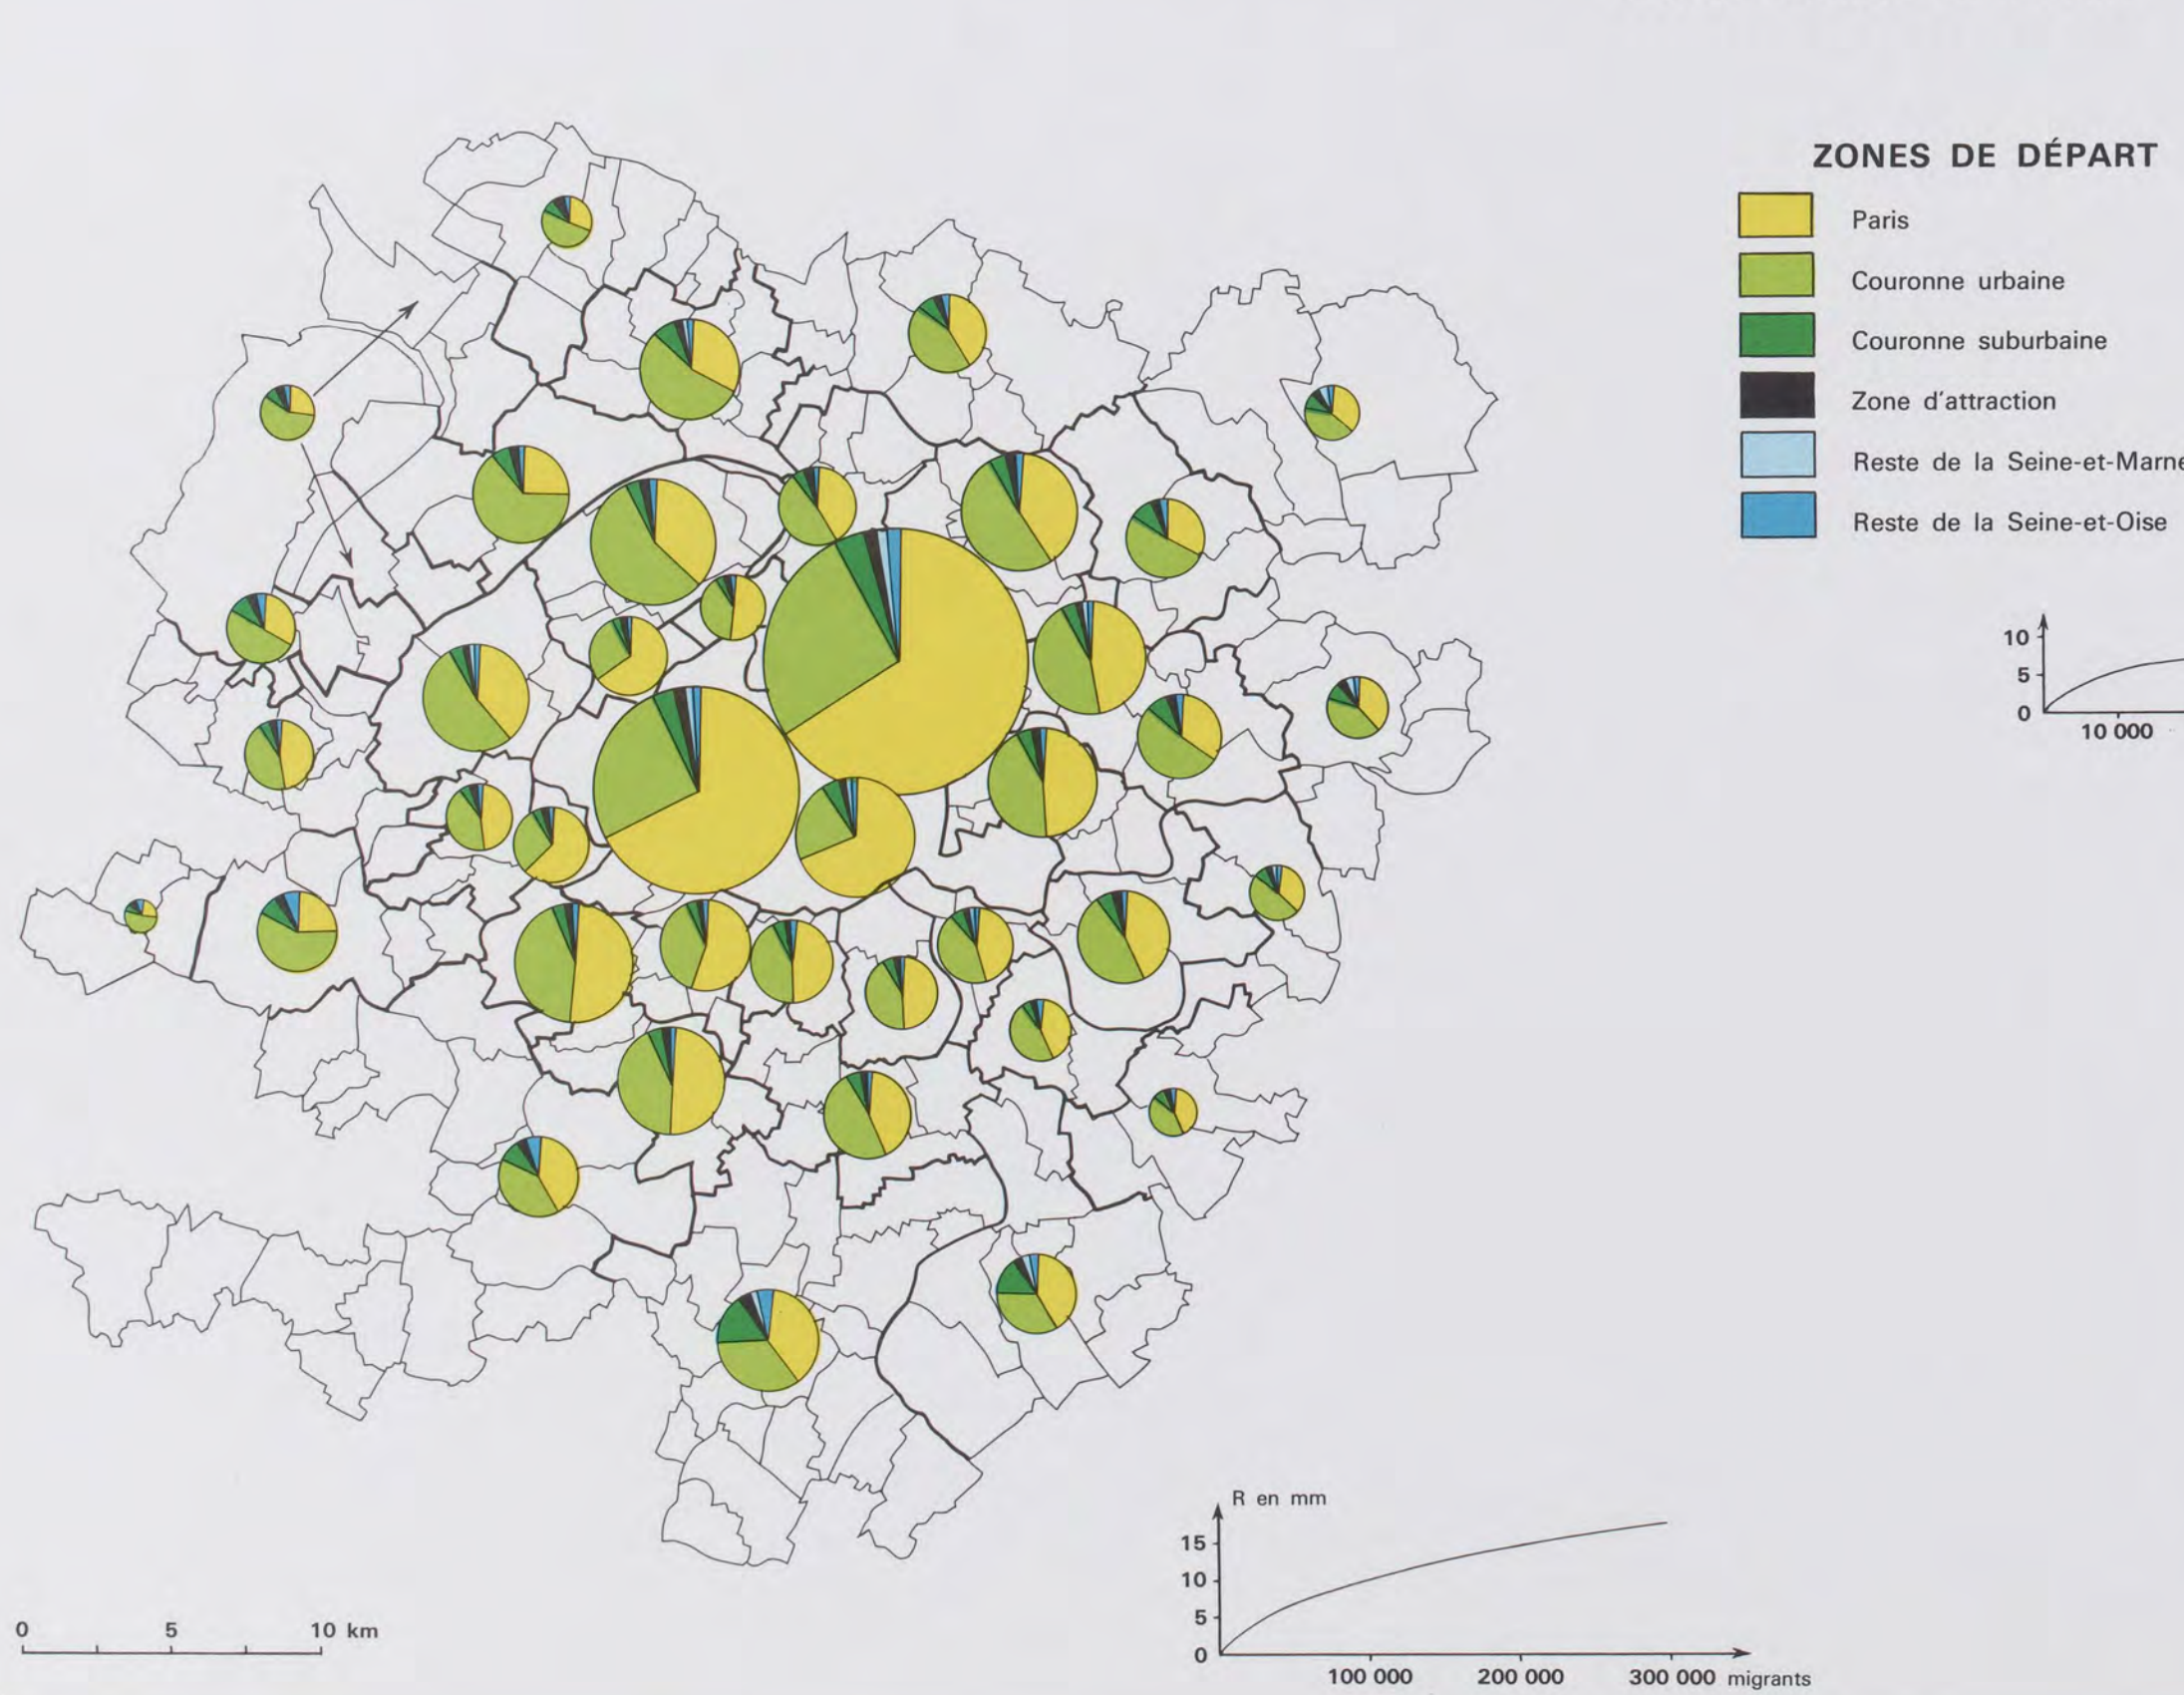 ZONES DE DÉPART
Paris
Couronne urbaine
Couronne suburbaine
Zone d'attraction
Reste de la Seine-et-Marne
Reste de la Seine-et-Oise
10
5
0
10 000
R en mm
15
10
5
0
100 000 200 000 300 000 migrants
0 5 10 km